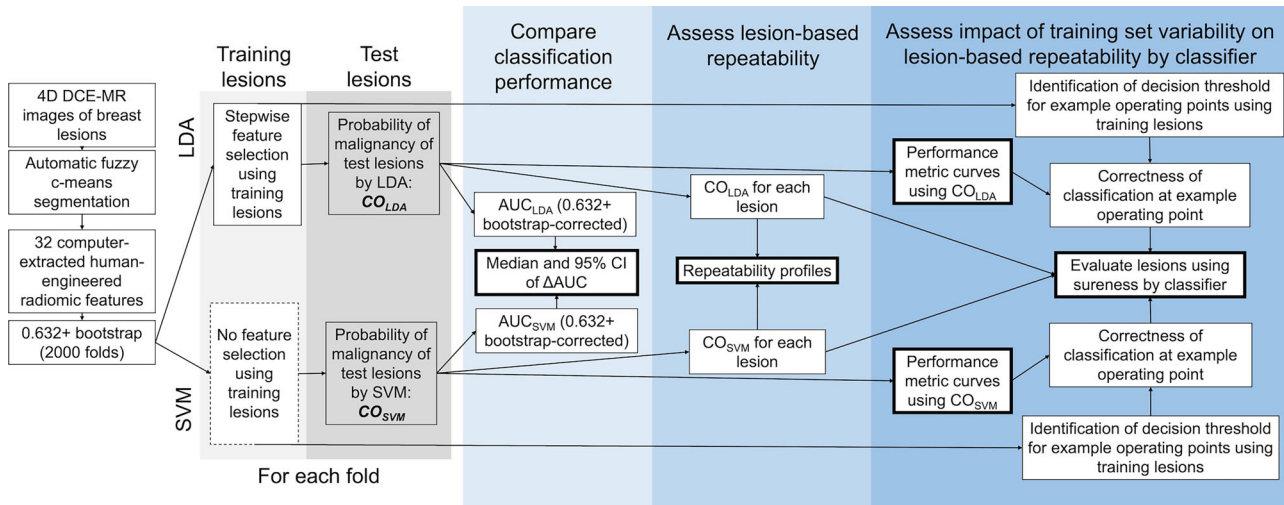 4D DCE-MR
images of breast
lesions
Automatic fuzzy
c-means
segmentation
32 computer-
extracted human-
engineered
radiomic features
0.632+ bootstrap
(2000 folds)
LDA
SVM
Training
lesions
Stepwise
feature
selection
using
training
lesions
No feature
selection
using
training
lesions
Test
lesions
Probability of
malignancy of
test lesions
by LDA:
CO_LDA
Probability of
malignancy of
test lesions
by SVM:
CO_SVM
For each fold
Compare
classification
performance
AUC_LDA (0.632+
bootstrap-corrected)
Median and 95% CI
of ΔAUC
AUC_SVM (0.632+
bootstrap-corrected)
Assess lesion-based
repeatability
CO_LDA for each
lesion
Repeatability profiles
CO_SVM for each
lesion
Assess impact of training set variability on
lesion-based repeatability by classifier
Identification of decision threshold
for example operating points using
training lesions
Performance
metric curves
using CO_LDA
Correctness of
classification at example
operating point
Evaluate lesions using
sureness by classifier
Performance
metric curves
using CO_SVM
Correctness of
classification at example
operating point
Identification of decision threshold
for example operating points using
training lesions